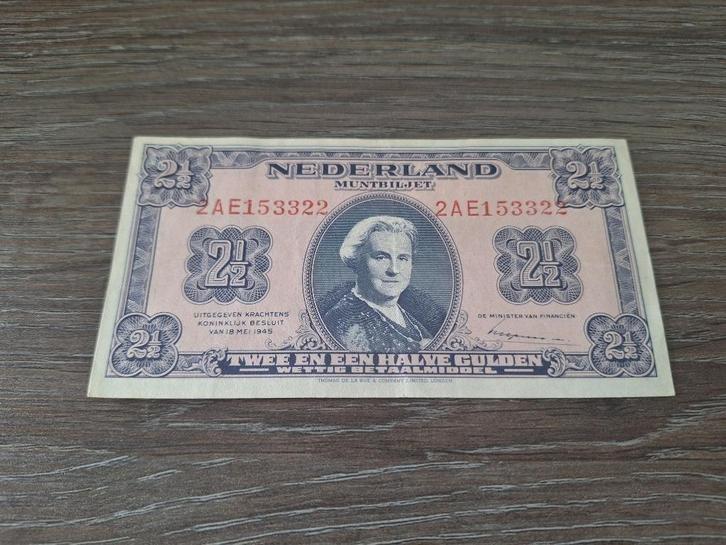 2½ NEDERLAND 2½
MUNTBILJET
2AE153322 2AE153322
2½ 2½
UITGEGEVEN KRACHTENS
KONINKLIJK BESLUIT
VAN 18 MEI 1945
DE MINISTER VAN FINANCIËN
2½ 2½
TWEE EN EEN HALVE GULDEN
WETTIG BETAALMIDDEL
THOMAS DE LA RUE & COMPANY, LIMITED, LONDON.